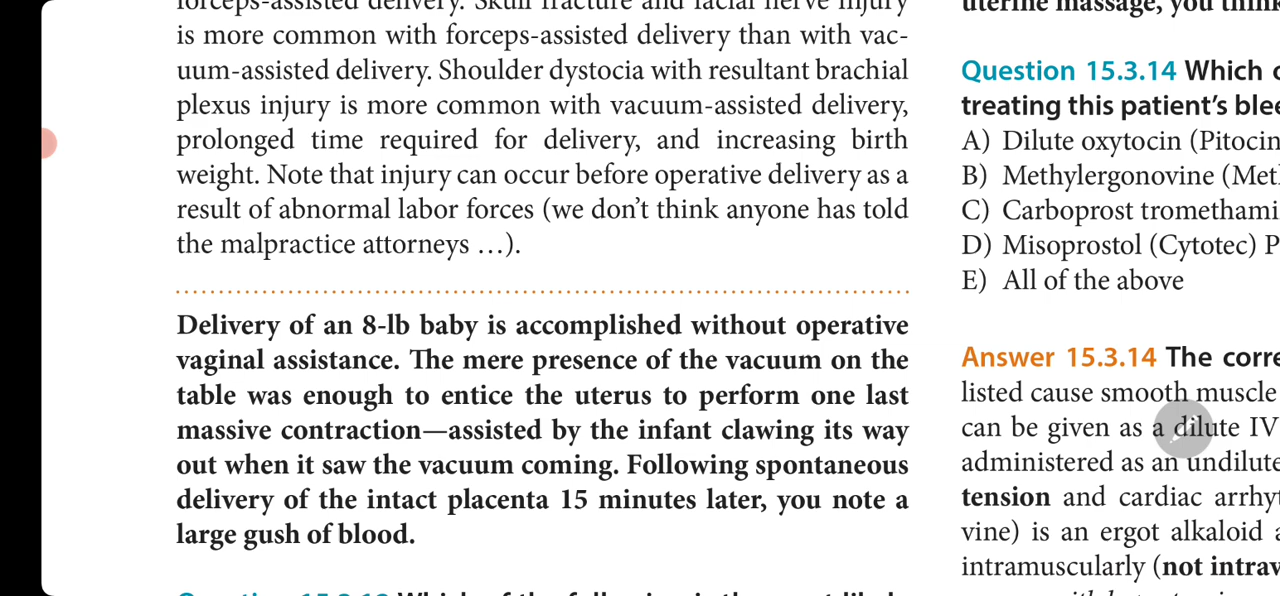 is more common with forceps-assisted delivery than with vac-
uum-assisted delivery. Shoulder dystocia with resultant brachial
plexus injury is more common with vacuum-assisted delivery,
prolonged time required for delivery, and increasing birth
weight. Note that injury can occur before operative delivery as a
result of abnormal labor forces (we don’t think anyone has told
the malpractice attorneys …).
Delivery of an 8-lb baby is accomplished without operative
vaginal assistance. The mere presence of the vacuum on the
table was enough to entice the uterus to perform one last
massive contraction—assisted by the infant clawing its way
out when it saw the vacuum coming. Following spontaneous
delivery of the intact placenta 15 minutes later, you note a
large gush of blood.
uterine massage, you think
Question 15.3.14 Which
treating this patient’s
A) Dilute oxytocin (Pitocin
B) Methylergonovine
C) Carboprost
D) Misoprostol (Cytotec)
E) All of the above
Answer 15.3.14 The
listed cause smooth muscle
can be given as a dilute IV
administered as an
tension and cardiac
vine) is an ergot alkaloid
intramuscularly (not